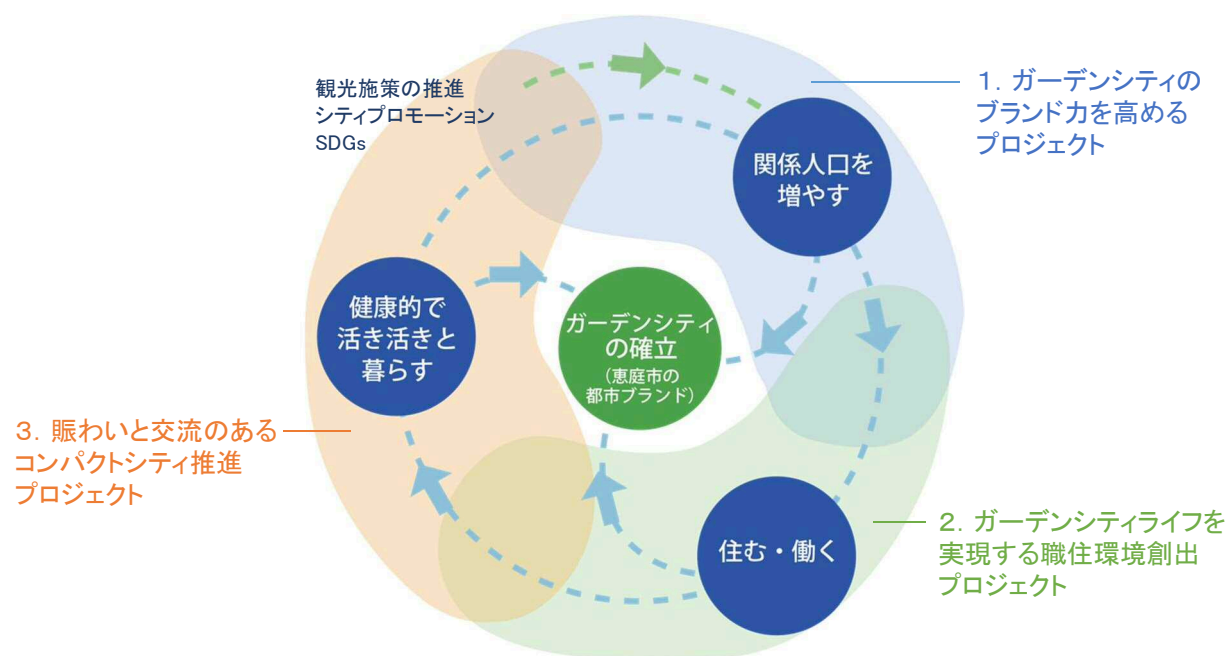 観光施策の推進
シティプロモーション
SDGs
1．ガーデンシティの
ブランド力を高める
プロジェクト
関係人口を
増やす
健康的で
活き活きと
暮らす
ガーデンシティ
の確立
（恵庭市の
都市ブランド）
3．賑わいと交流のある
コンパクトシティ推進
プロジェクト
住む・働く
2．ガーデンシティライフを
実現する職住環境創出
プロジェクト